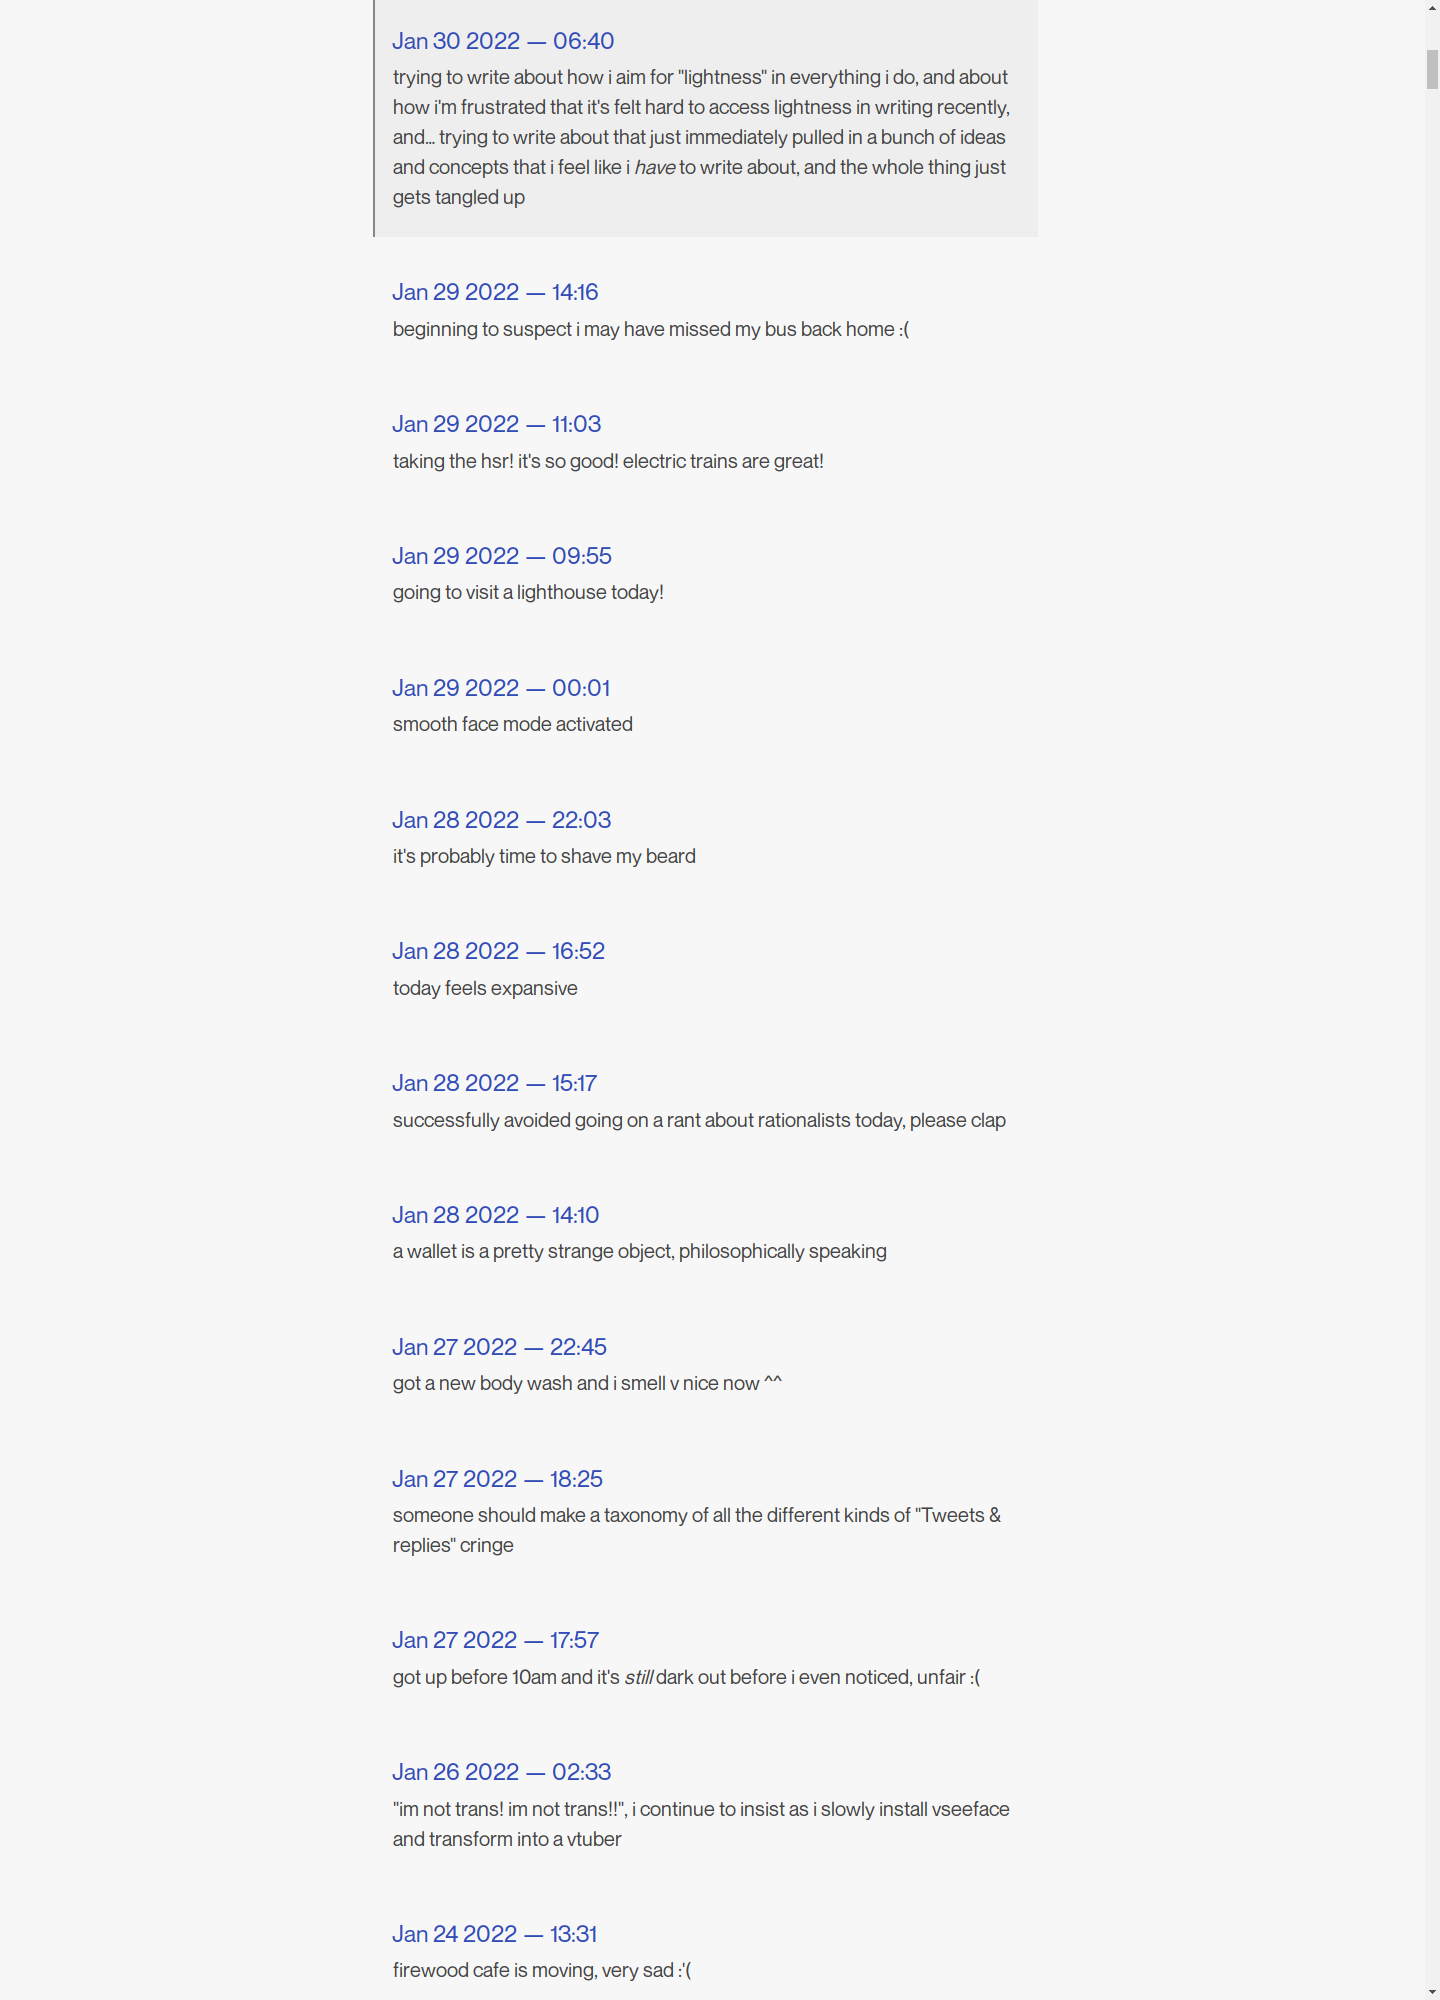 Jan 30 2022 — 06:40
trying to write about how i aim for "lightness" in everything i do, and about
how i'm frustrated that it's felt hard to access lightness in writing recently,
and... trying to write about that just immediately pulled in a bunch of ideas
and concepts that i feel like i have to write about, and the whole thing just
gets tangled up
Jan 29 2022 — 14:16
beginning to suspect i may have missed my bus back home :(
Jan 29 2022 — 11:03
taking the hsr! it's so good! electric trains are great!
Jan 29 2022 — 09:55
going to visit a lighthouse today!
Jan 29 2022 — 00:01
smooth face mode activated
Jan 28 2022 — 22:03
it's probably time to shave my beard
Jan 28 2022 — 16:52
today feels expansive
Jan 28 2022 — 15:17
successfully avoided going on a rant about rationalists today, please clap
Jan 28 2022 — 14:10
a wallet is a pretty strange object, philosophically speaking
Jan 27 2022 — 22:45
got a new body wash and i smell v nice now ^^
Jan 27 2022 — 18:25
someone should make a taxonomy of all the different kinds of "Tweets &
replies" cringe
Jan 27 2022 — 17:57
got up before 10am and it's still dark out before i even noticed, unfair :(
Jan 26 2022 — 02:33
"im not trans! im not trans!!", i continue to insist as i slowly install vseeface
and transform into a vtuber
Jan 24 2022 — 13:31
firewood cafe is moving, very sad :'(